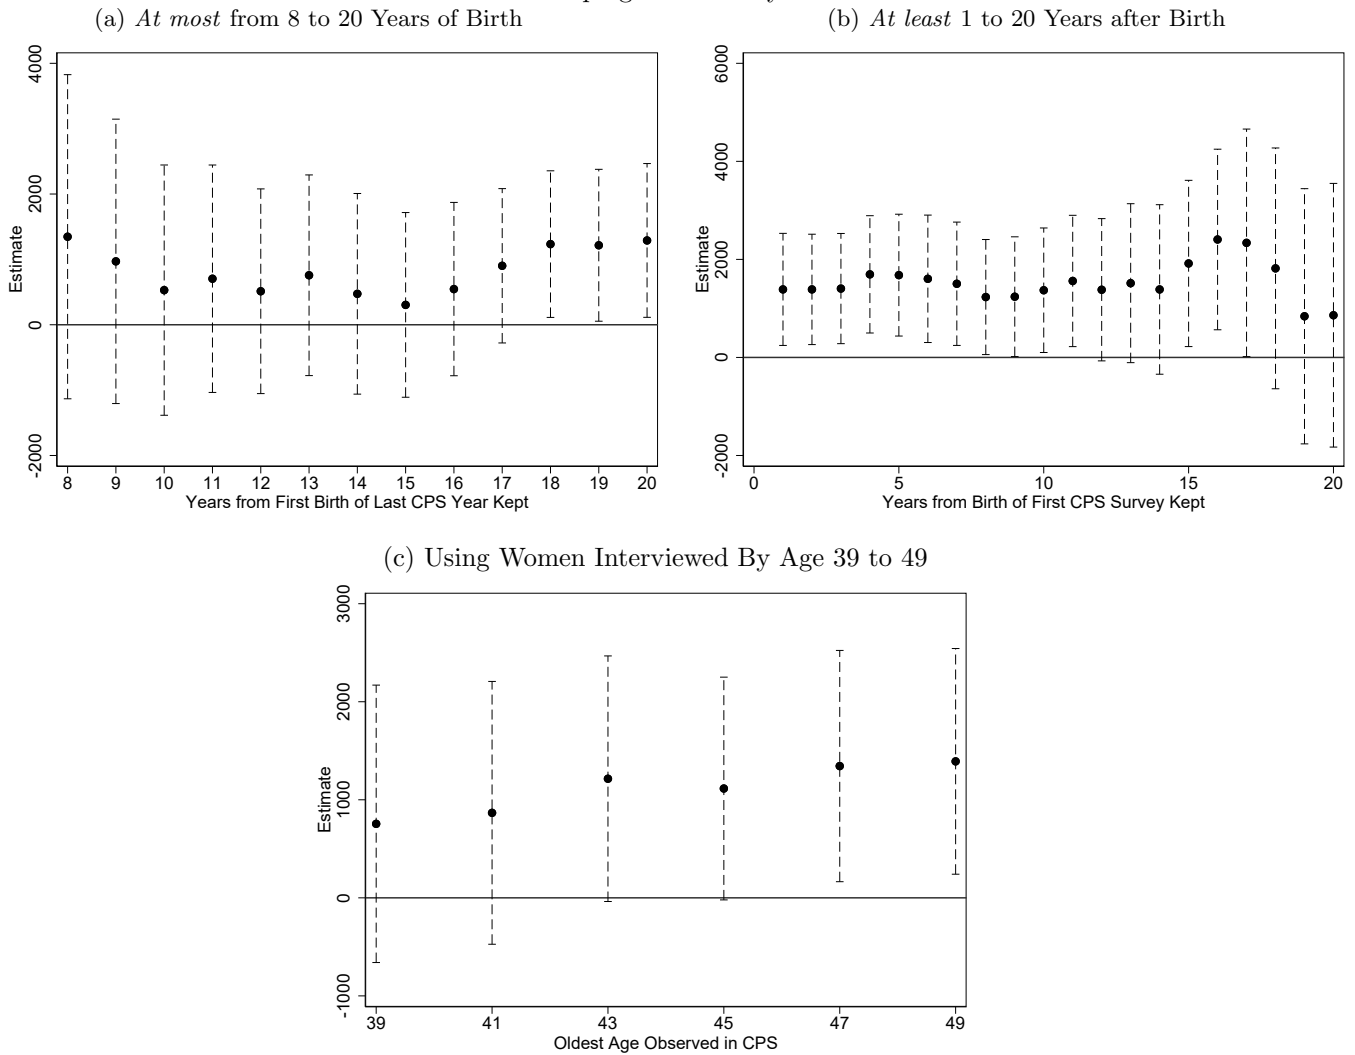 (a) At most from 8 to 20 Years of Birth
4000
2000
0
-2000
Estimate
8 9 10 11 12 13 14 15 16 17 18 19 20
Years from First Birth of Last CPS Year Kept
(b) At least 1 to 20 Years after Birth
6000
4000
2000
0
-2000
Estimate
0 5 10 15 20
Years from Birth of First CPS Survey Kept
(c) Using Women Interviewed By Age 39 to 49
3000
2000
1000
0
-1000
Estimate
39 41 43 45 47 49
Oldest Age Observed in CPS